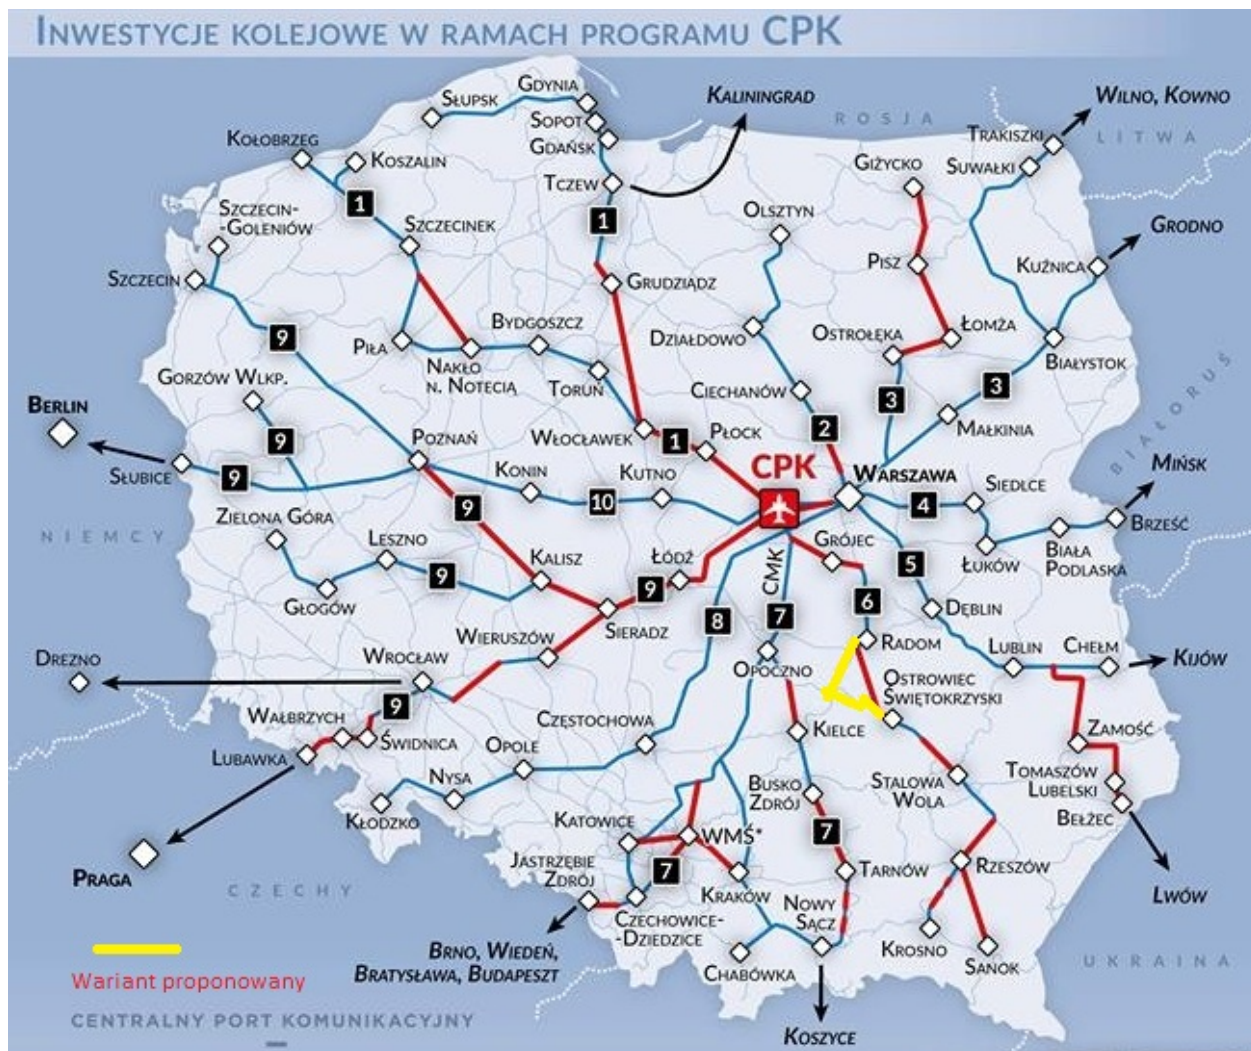 INWESTYCJE KOLEJOWE W RAMACH PROGRAMU CPK
GDYNIA
SŁUPSK
SOPOT
GDAŃSK
KALININGRAD
ROSJA
WILNO, KOWNO
LITWA
TRAKISZKI
SUWAŁKI
KOŁOBRZEG
KOSZALIN
TCZEW
GIŻYCKO
SZCZECIN-
-GOLENIÓW
1
SZCZECINEK
1
OLSZTYN
GRODNO
SZCZECIN
GRUDZIĄDZ
PISZ
KUŹNICA
9
BYDGOSZCZ
DZIAŁDOWO
OSTROŁĘKA
ŁOMŻA
PIŁA
NAKŁO
N. NOTECIĄ
TORUŃ
BIAŁYSTOK
BIAŁORUŚ
GORZÓW WLKP.
CIECHANÓW
3
3
BERLIN
9
POZNAŃ
WŁOCŁAWEK
1
PŁOCK
2
MAŁKINIA
SŁUBICE
9
KONIN
KUTNO
CPK
WARSZAWA
MIŃSK
10
4
SIEDLCE
BRZEŚĆ
NIEMCY
ZIELONA GÓRA
9
LESZNO
KALISZ
ŁÓDŹ
GRÓJEC
ŁUKÓW
BIAŁA
PODLASKA
GŁOGÓW
9
9
CMK
5
SIERADZ
8
7
6
DĘBLIN
WIERUSZÓW
RADOM
LUBLIN
CHEŁM
KIJÓW
DREZNO
WROCŁAW
OPOCZNO
OSTROWIEC
ŚWIĘTOKRZYSKI
9
WAŁBRZYCH
ŚWIDNICA
CZĘSTOCHOWA
KIELCE
ZAMOŚĆ
LUBAWKA
OPOLE
NYSA
BUSKO
ZDRÓJ
STALOWA
WOLA
TOMASZÓW
LUBELSKI
KŁODZKO
KATOWICE
WMŚ*
7
BEŁŻEC
PRAGA
JASTRZĘBIE
ZDRÓJ
7
KRAKÓW
TARNÓW
RZESZÓW
CZECHY
CZECHOWICE-
-DZIEDZICE
NOWY
SĄCZ
LWÓW
KROSNO
SANOK
BRNO, WIEDEŃ,
BRATYSŁAWA, BUDAPESZT
CHABÓWKA
UKRAINA
Wariant proponowany
CENTRALNY PORT KOMUNIKACYJNY
KOSZYCE